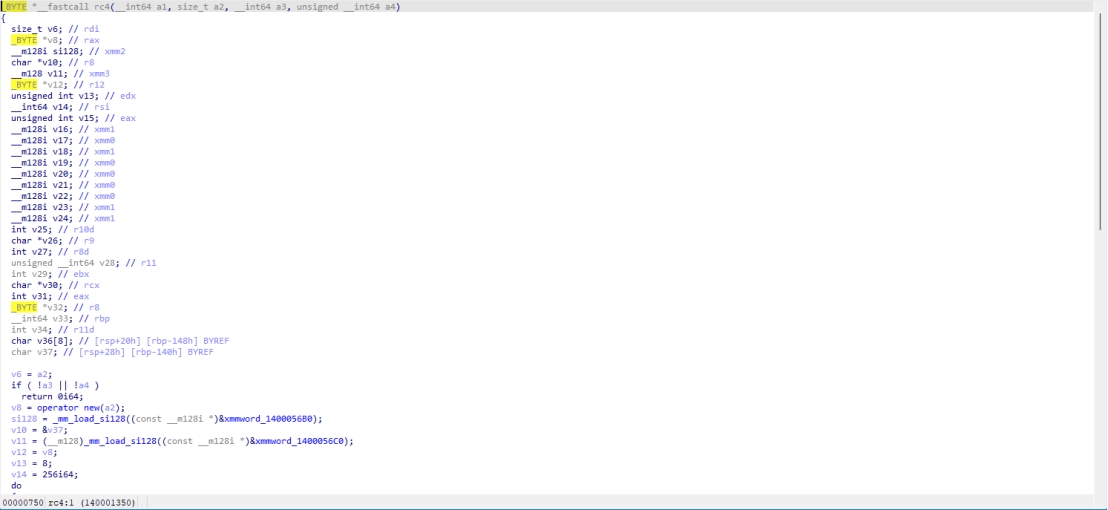 _BYTE *__fastcall rc4(__int64 a1, size_t a2, __int64 a3, unsigned __int64 a4)
{
size_t v6; // rdi
_BYTE *v8; // rax
__m128i si128; // xmm2
char *v10; // r8
__m128 v11; // xmm3
_BYTE *v12; // r12
unsigned int v13; // edx
__int64 v14; // rsi
unsigned int v15; // eax
__m128i v16; // xmm1
__m128i v17; // xmm0
__m128i v18; // xmm1
__m128i v19; // xmm0
__m128i v20; // xmm0
__m128i v21; // xmm0
__m128i v22; // xmm0
__m128i v23; // xmm1
__m128i v24; // xmm1
int v25; // r10d
char *v26; // r9
int v27; // r8d
unsigned __int64 v28; // r11
int v29; // ebx
char *v30; // rcx
int v31; // eax
_BYTE *v32; // r8
__int64 v33; // rbp
int v34; // r11d
char v36[8]; // [rsp+20h] [rbp-148h] BYREF
char v37; // [rsp+28h] [rbp-140h] BYREF
v6 = a2;
if ( !a3 || !a4 )
return 0i64;
v8 = operator new(a2);
si128 = _mm_load_si128((const __m128i *)&xmmword_1400056B0);
v10 = &v37;
v11 = (__m128)_mm_load_si128((const __m128i *)&xmmword_1400056C0);
v12 = v8;
v13 = 8;
v14 = 256i64;
do
00000750 rc4:1 (140001350)